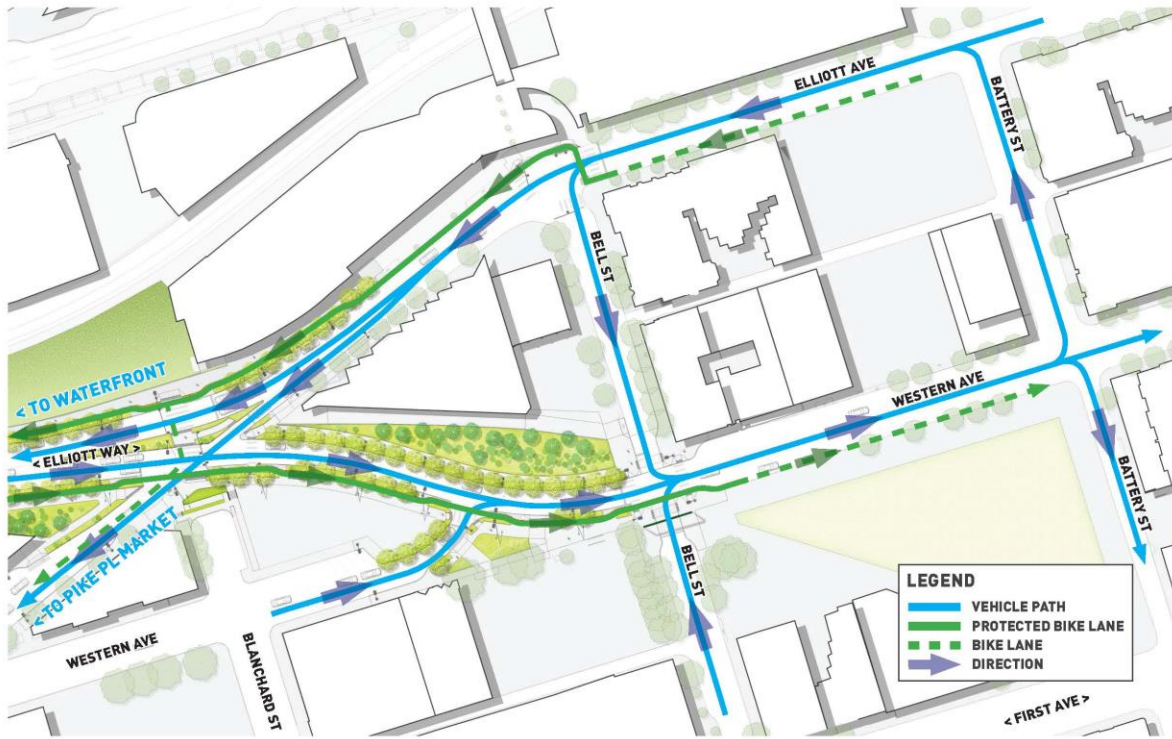 ELLIOTT AVE
BATTERY ST
BELL ST
< TO WATERFRONT
WESTERN AVE
< ELLIOTT WAY >
BATTERY ST
< TO PIKE PL MARKET
BELL ST
LEGEND
VEHICLE PATH
PROTECTED BIKE LANE
BIKE LANE
DIRECTION
WESTERN AVE
BLANCHARD ST
< FIRST AVE >